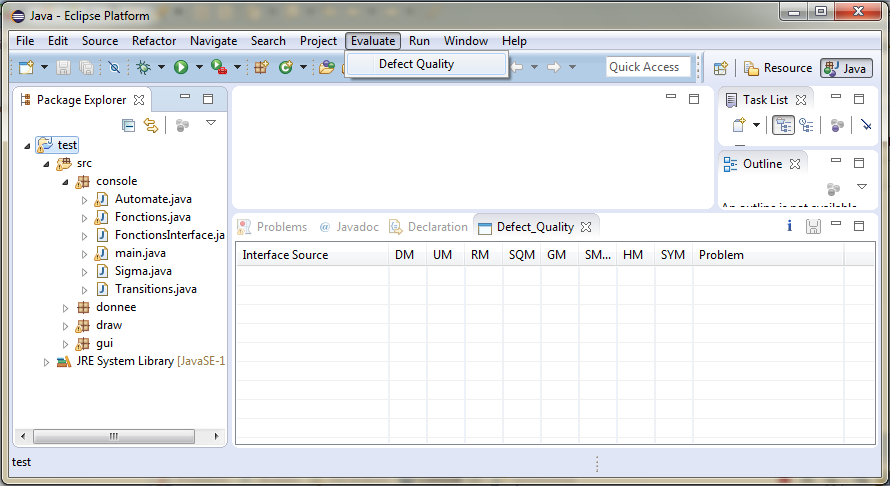 Java - Eclipse Platform
File Edit Source Refactor Navigate Search Project Evaluate Run Window Help
Defect Quality
Quick Access
Resource
Java
Package Explorer
Task List
test
src
console
Automate.java
Fonctions.java
FonctionsInterface.ja
main.java
Sigma.java
Transitions.java
donnee
draw
gui
JRE System Library [JavaSE-1
Outline
An outline is not available
Problems @ Javadoc Declaration Defect_Quality
Interface Source DM UM RM SQM GM SM... HM SYM Problem
test